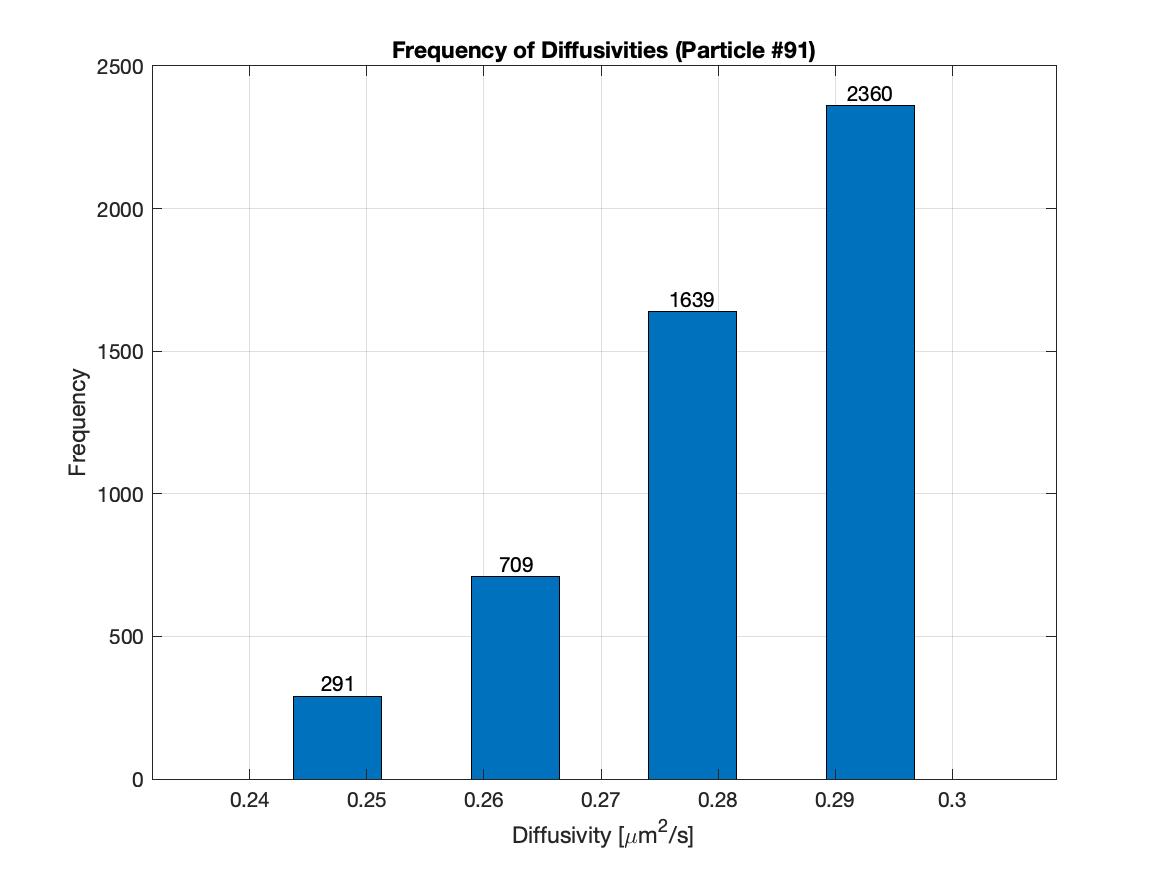 Frequency of Diffusivities (Particle #91)
2500
2000
1500
1000
500
0
Frequency
291
709
1639
2360
0.24 0.25 0.26 0.27 0.28 0.29 0.3
Diffusivity [μm²/s]